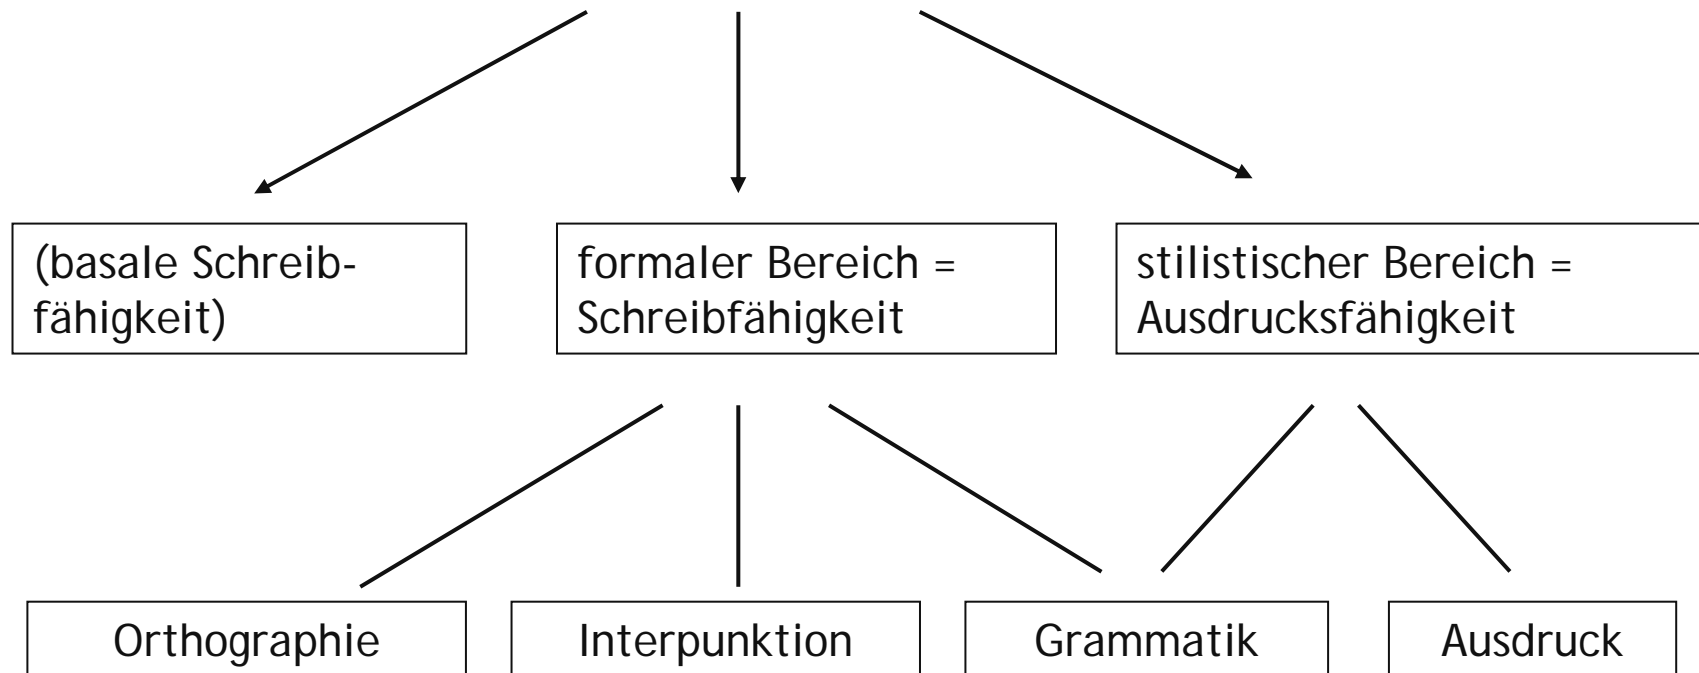 (basale Schreib-
fähigkeit)
formaler Bereich =
Schreibfähigkeit
stilistischer Bereich =
Ausdrucksfähigkeit
Orthographie
Interpunktion
Grammatik
Ausdruck